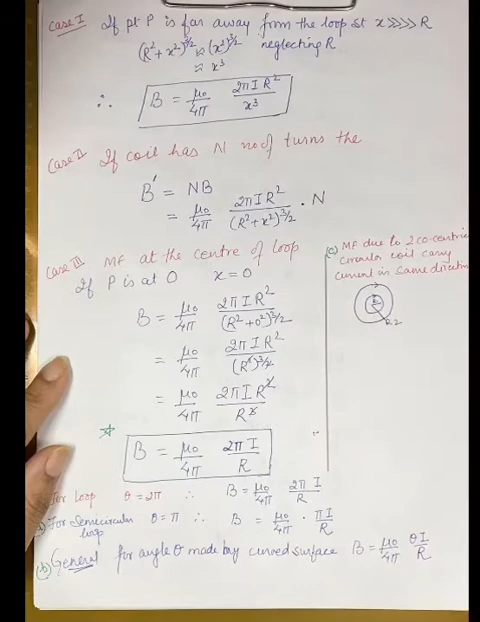 Case I If pt P is far away from the loop st x >>>> R
(R² + x²)^3/2 ≈ (x²)^3/2 neglecting R
≈ x³
∴ B = μ₀/4π 2πIR²/x³
Case II If coil has N no of turns the
B' = NB
= μ₀/4π 2πIR²/(R² + x²)^3/2 . N
Case III MF at the centre of loop
If P is at O x = 0
B = μ₀/4π 2πIR²/(R² + 0²)^3/2
= μ₀/4π 2πIR²/(R²)^3/2
= μ₀/4π 2πIR²/R³
☆ B = μ₀/4π 2πI/R
For loop θ = 2π ∴ B = μ₀/4π 2πI/R
a) For Semicircular loop θ = π ∴ B = μ₀/4π . πI/R
(b) General for angle θ made by curved surface B = μ₀/4π θI/R
(c) MF due to 2 co-centric
circular coil carry
current in same direction
R2